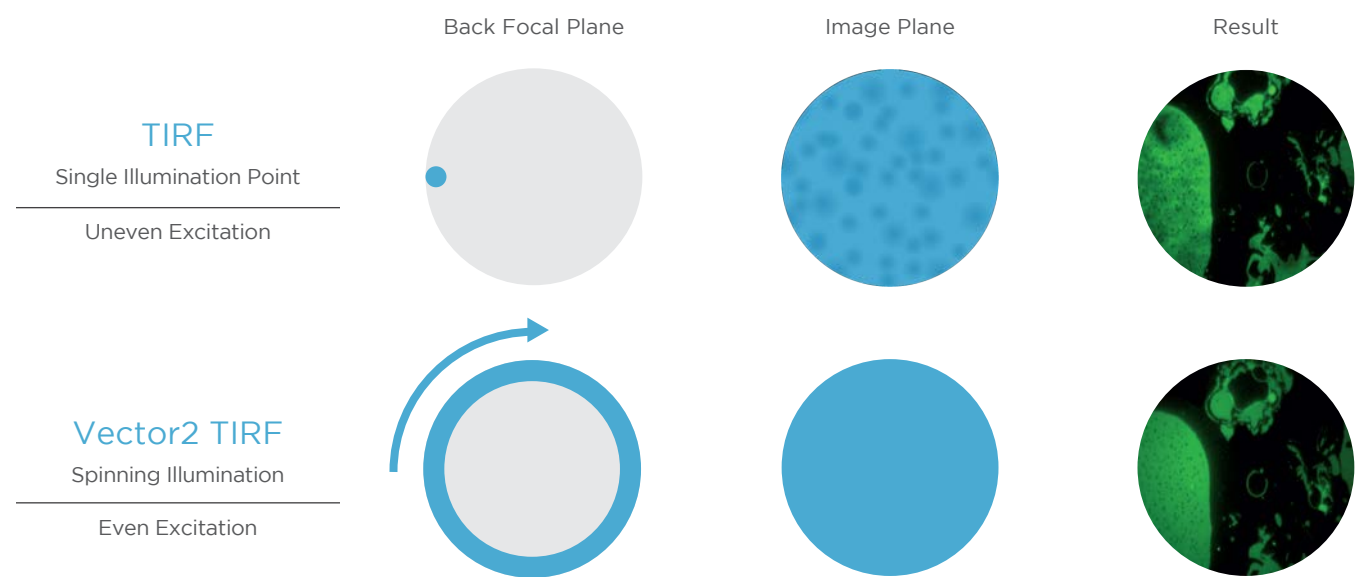 Back Focal Plane
Image Plane
Result
TIRF
Single Illumination Point
Uneven Excitation
Vector2 TIRF
Spinning Illumination
Even Excitation